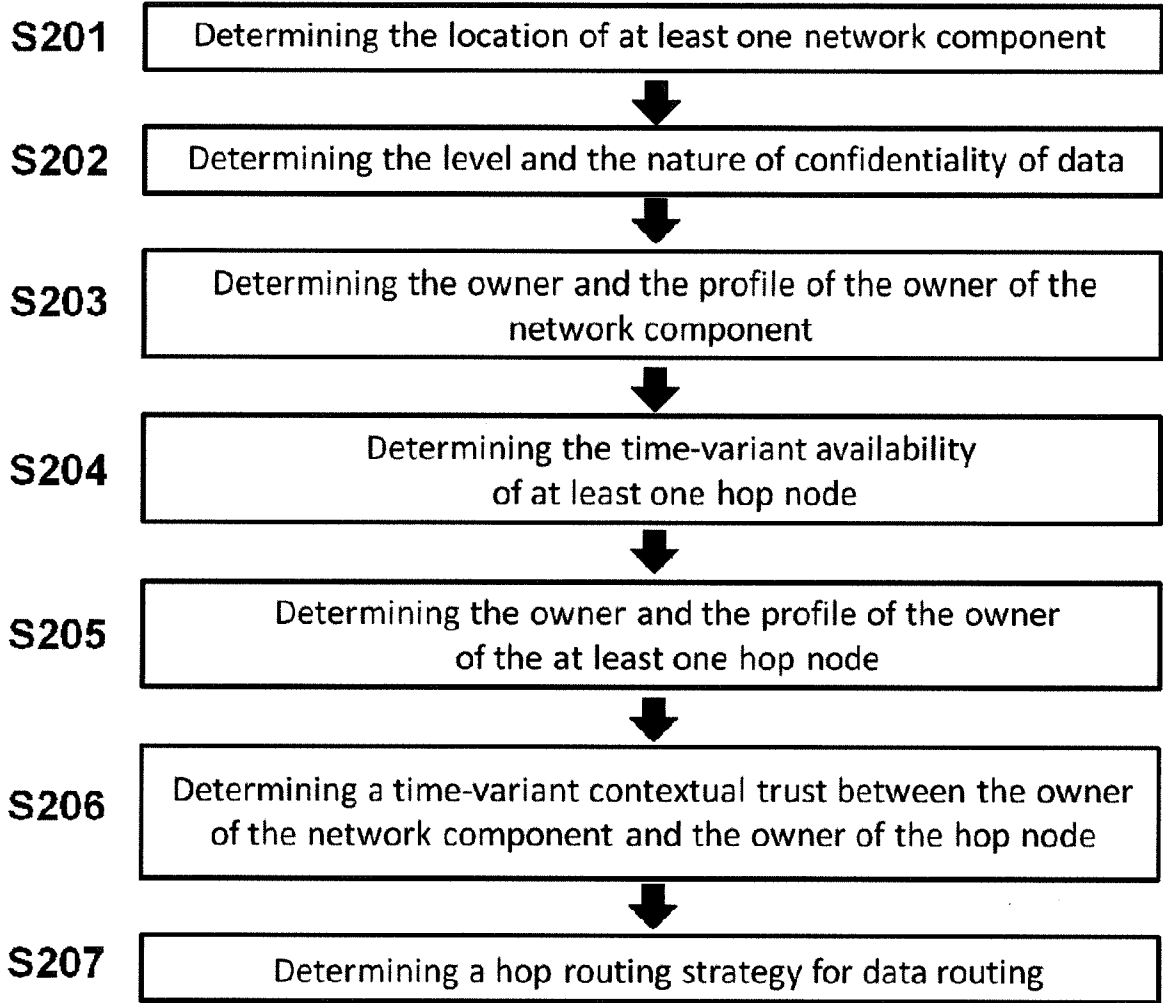 S201
Determining the location of at least one network component
S202
Determining the level and the nature of confidentiality of data
S203
Determining the owner and the profile of the owner of the
network component
S204
Determining the time-variant availability
of at least one hop node
S205
Determining the owner and the profile of the owner
of the at least one hop node
S206
Determining a time-variant contextual trust between the owner
of the network component and the owner of the hop node
S207
Determining a hop routing strategy for data routing